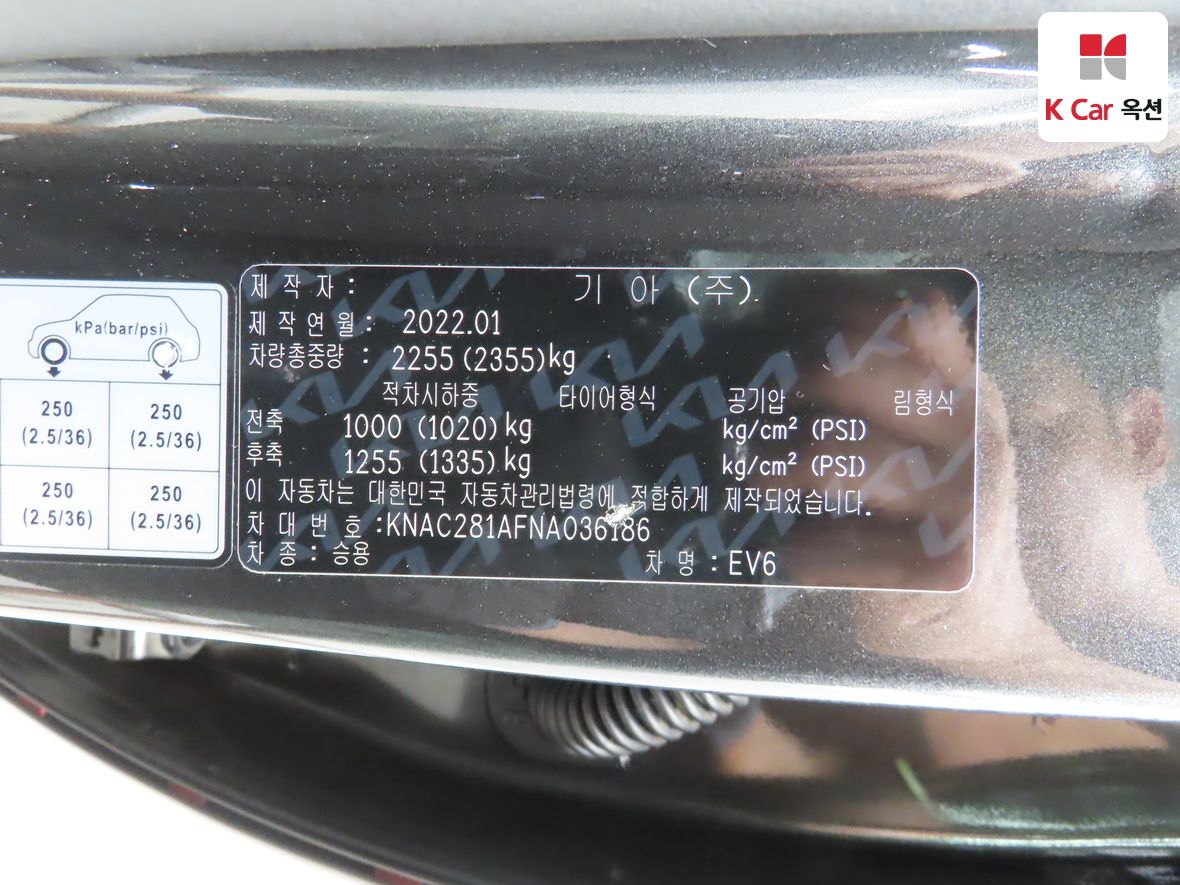 K Car 옥션
kPa(bar/psi)
250 250
(2.5/36) (2.5/36)
250 250
(2.5/36) (2.5/36)
제 작 자 : 기 아 (주)
제 작 연 월 : 2022.01
차량총중량 : 2255 (2355)kg
적차시하중 타이어형식 공기압 림형식
전축 1000 (1020) kg kg/cm² (PSI)
후축 1255 (1335) kg kg/cm² (PSI)
이 자동차는 대한민국 자동차관리법령에 적합하게 제작되었습니다.
차 대 번 호 :KNAC281AFNA036186
차 종 : 승용 차 명 : EV6